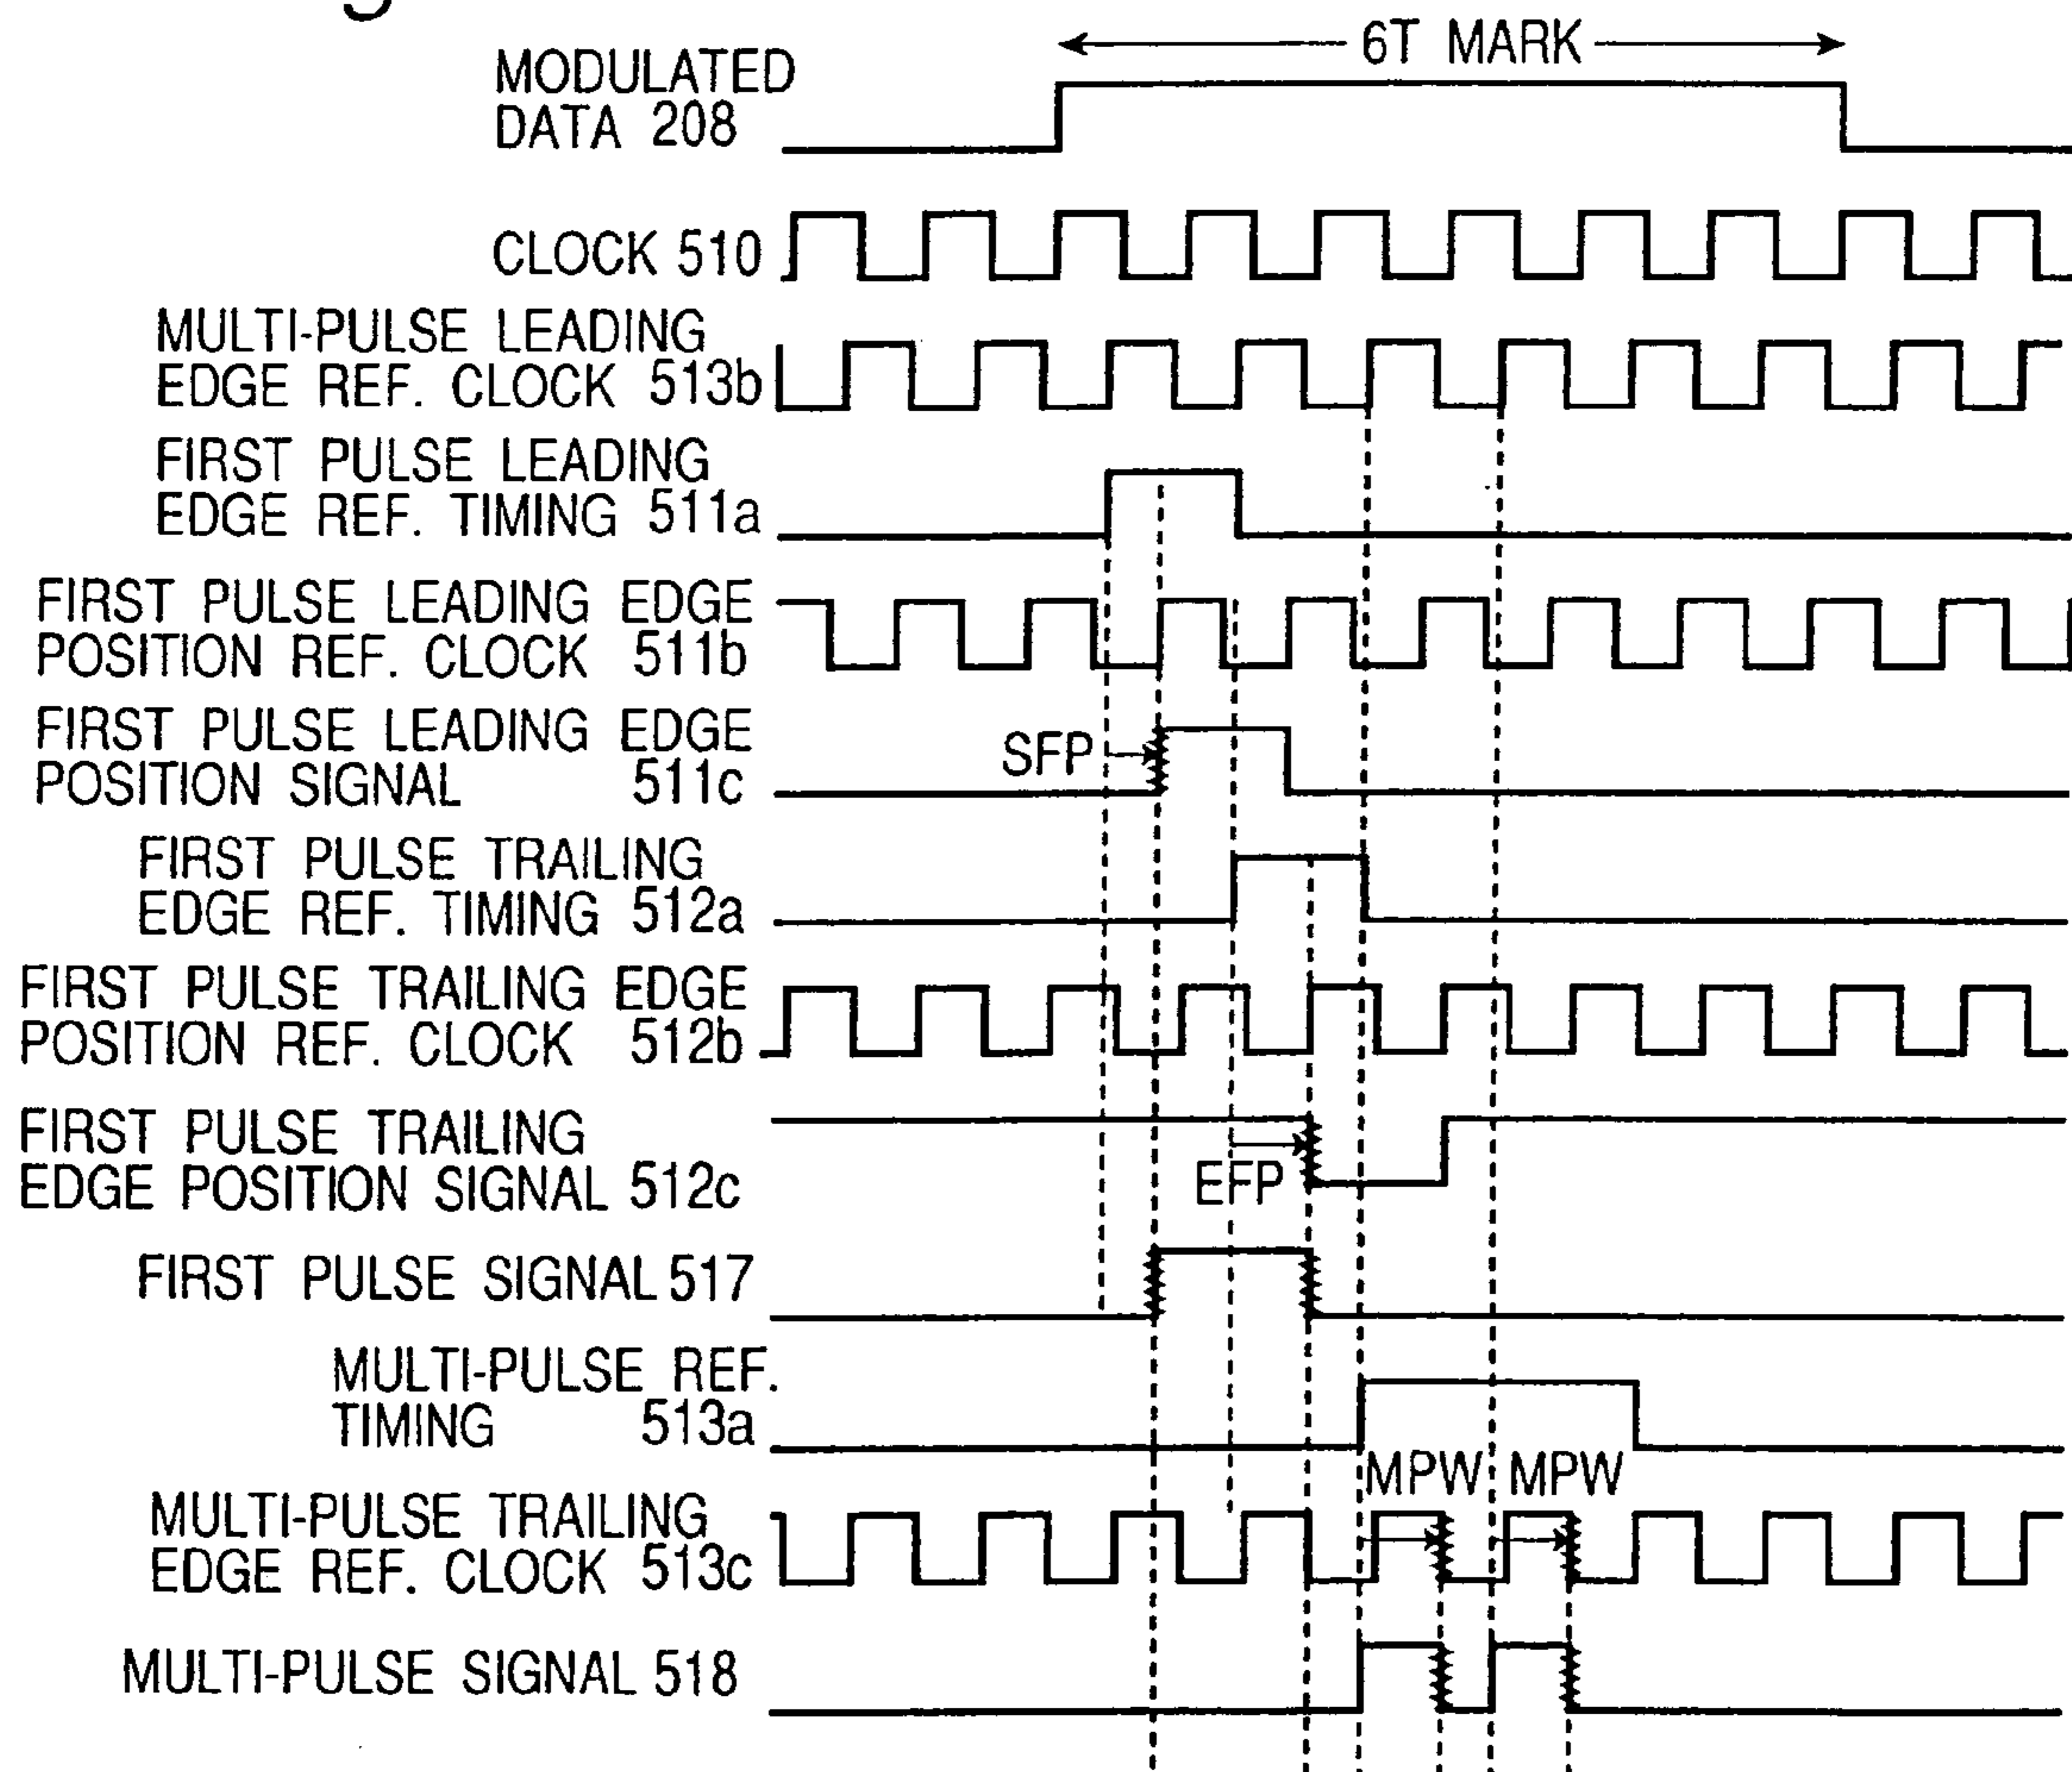 6T MARK
MODULATED
DATA 208
CLOCK 510
MULTI-PULSE LEADING
EDGE REF. CLOCK 513b
FIRST PULSE LEADING
EDGE REF. TIMING 511a
FIRST PULSE LEADING EDGE
POSITION REF. CLOCK 511b
FIRST PULSE LEADING EDGE
POSITION SIGNAL 511c
SFP
FIRST PULSE TRAILING
EDGE REF. TIMING 512a
FIRST PULSE TRAILING EDGE
POSITION REF. CLOCK 512b
FIRST PULSE TRAILING
EDGE POSITION SIGNAL 512c
EFP
FIRST PULSE SIGNAL 517
MULTI-PULSE REF.
TIMING 513a
MPW MPW
MULTI-PULSE TRAILING
EDGE REF. CLOCK 513c
MULTI-PULSE SIGNAL 518